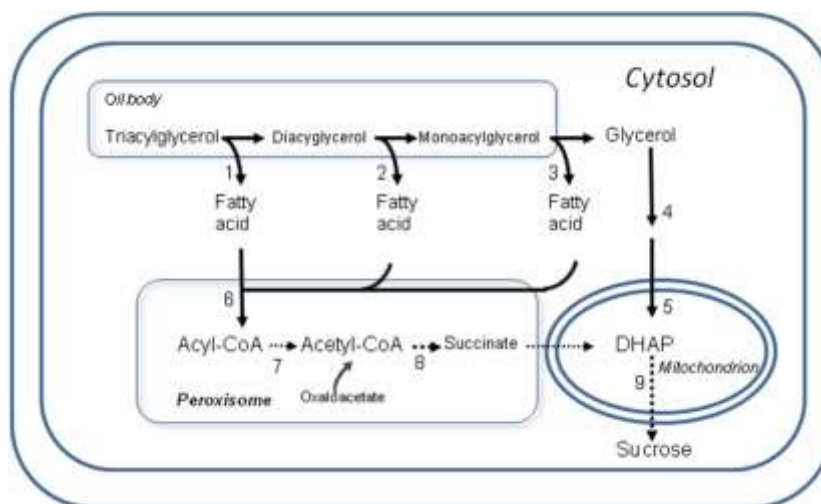 Cytosol
Oil body
Triacylglycerol
Diacyglycerol
Monoacylglycerol
Glycerol
1
2
3
4
Fatty
acid
Fatty
acid
Fatty
acid
5
6
Acyl-CoA
Acetyl-CoA
Succinate
DHAP
7
8
9
Mitochondrion
Peroxisome
Oxaloacetate
Sucrose